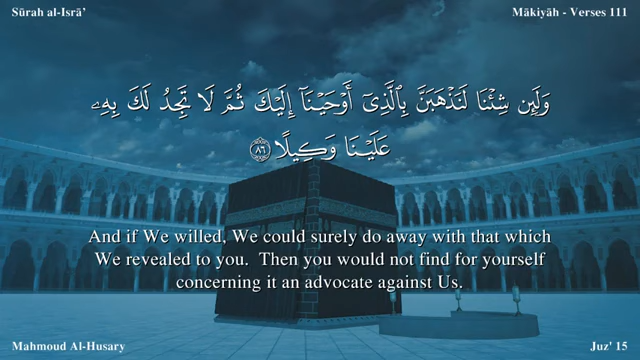 Sūrah al-Isrā’
Mākiyāh - Verses 111
وَلَئِن شِئْنَا لَنَذْهَبَنَّ بِٱلَّذِىٓ أَوْحَيْنَآ إِلَيْكَ ثُمَّ لَا تَجِدُ لَكَ بِهِۦ
عَلَيْنَا وَكِيلًا ٨٦
And if We willed, We could surely do away with that which
We revealed to you.  Then you would not find for yourself
concerning it an advocate against Us.
Mahmoud Al-Husary
Juz' 15